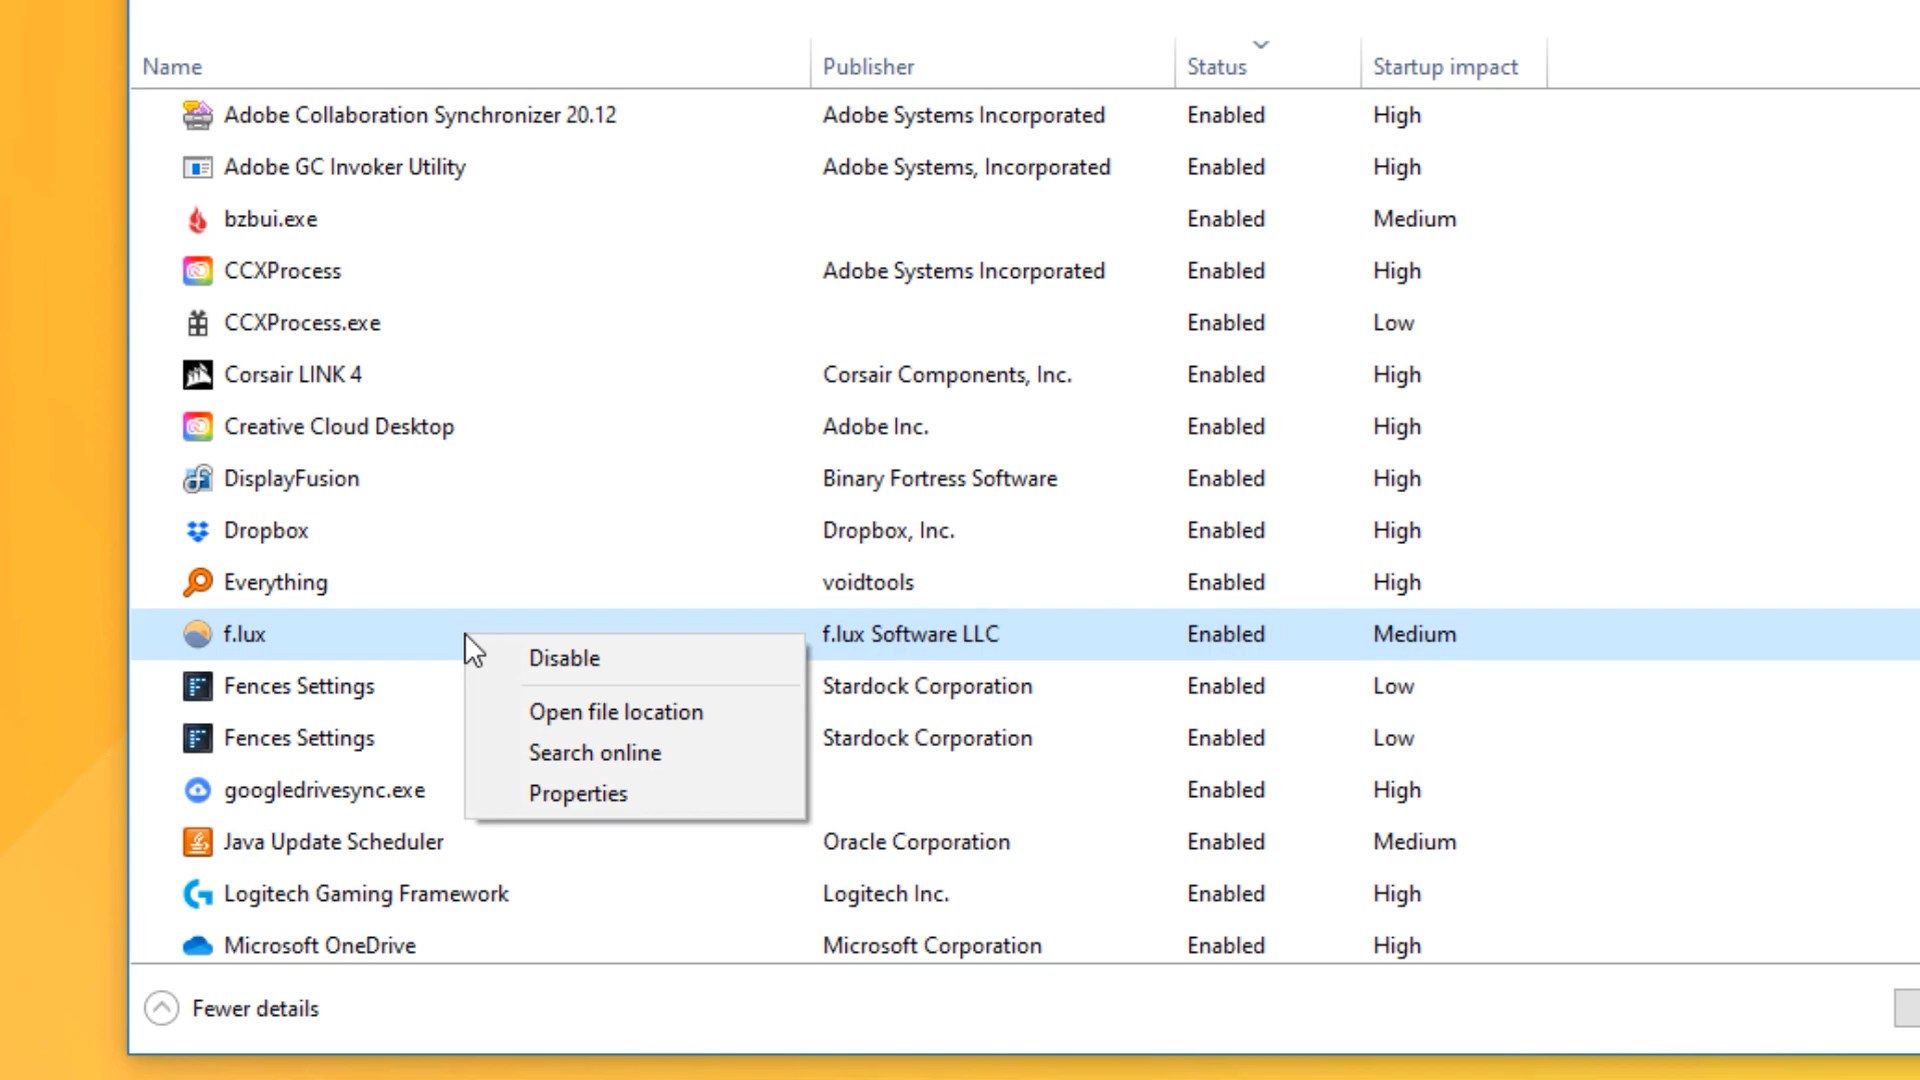 Name Publisher Status Startup impact
Adobe Collaboration Synchronizer 20.12 Adobe Systems Incorporated Enabled High
Adobe GC Invoker Utility Adobe Systems, Incorporated Enabled High
bzbui.exe Enabled Medium
CCXProcess Adobe Systems Incorporated Enabled High
CCXProcess.exe Enabled Low
Corsair LINK 4 Corsair Components, Inc. Enabled High
Creative Cloud Desktop Adobe Inc. Enabled High
DisplayFusion Binary Fortress Software Enabled High
Dropbox Dropbox, Inc. Enabled High
Everything voidtools Enabled High
f.lux f.lux Software LLC Enabled Medium
Disable
Fences Settings Stardock Corporation Enabled Low
Open file location
Fences Settings Stardock Corporation Enabled Low
Search online
googledrivesync.exe Enabled High
Properties
Java Update Scheduler Oracle Corporation Enabled Medium
Logitech Gaming Framework Logitech Inc. Enabled High
Microsoft OneDrive Microsoft Corporation Enabled High
Fewer details